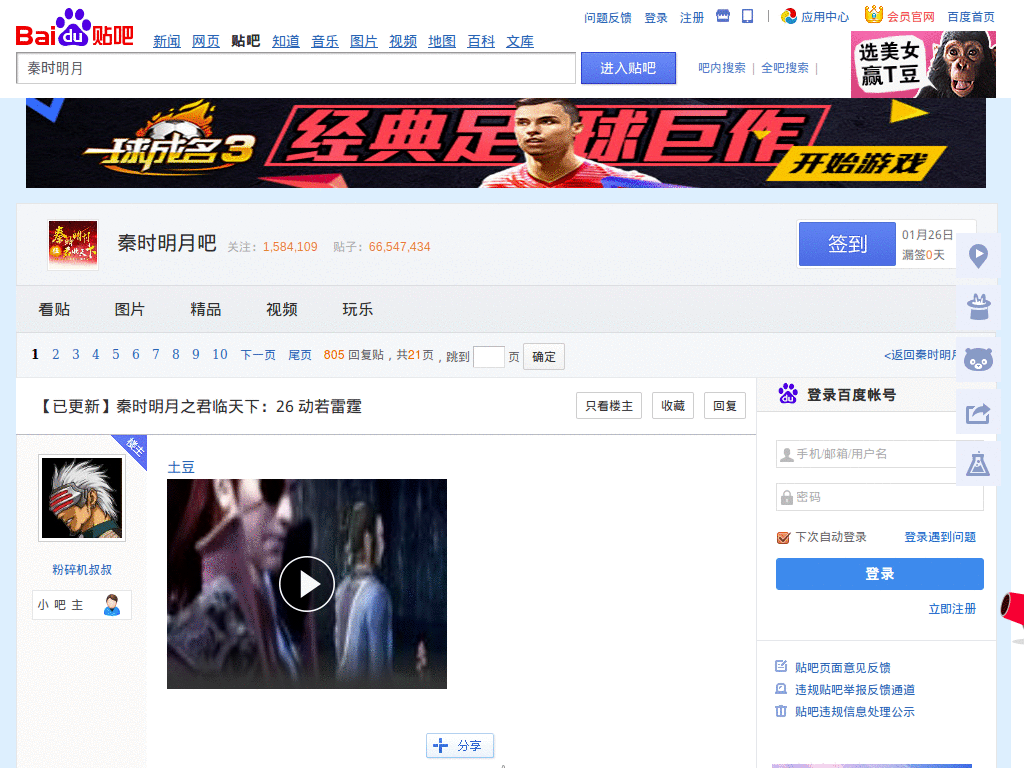 问题反馈 登录 注册 应用中心 会员官网 百度首页
Bai du 贴吧
新闻 网页 贴吧 知道 音乐 图片 视频 地图 百科 文库
秦时明月 进入贴吧 吧内搜索 | 全吧搜索 |
选美女
赢T豆
球成名3 经典足球巨作 开始游戏
秦时明月
君临天下
秦时明月吧 关注：1,584,109 贴子：66,547,434
签到 01月26日
漏签0天
看贴 图片 精品 视频 玩乐
1 2 3 4 5 6 7 8 9 10 下一页 尾页 805 回复贴，共21页 ，跳到 页 确定 <返回秦时明月
【已更新】秦时明月之君临天下：26 动若雷霆 只看楼主 收藏 回复
登录百度帐号
楼主
土豆
粉碎机叔叔
小吧主
分享
手机/邮箱/用户名
密码
下次自动登录 登录遇到问题
登录
立即注册
贴吧页面意见反馈
违规贴吧举报反馈通道
贴吧违规信息处理公示